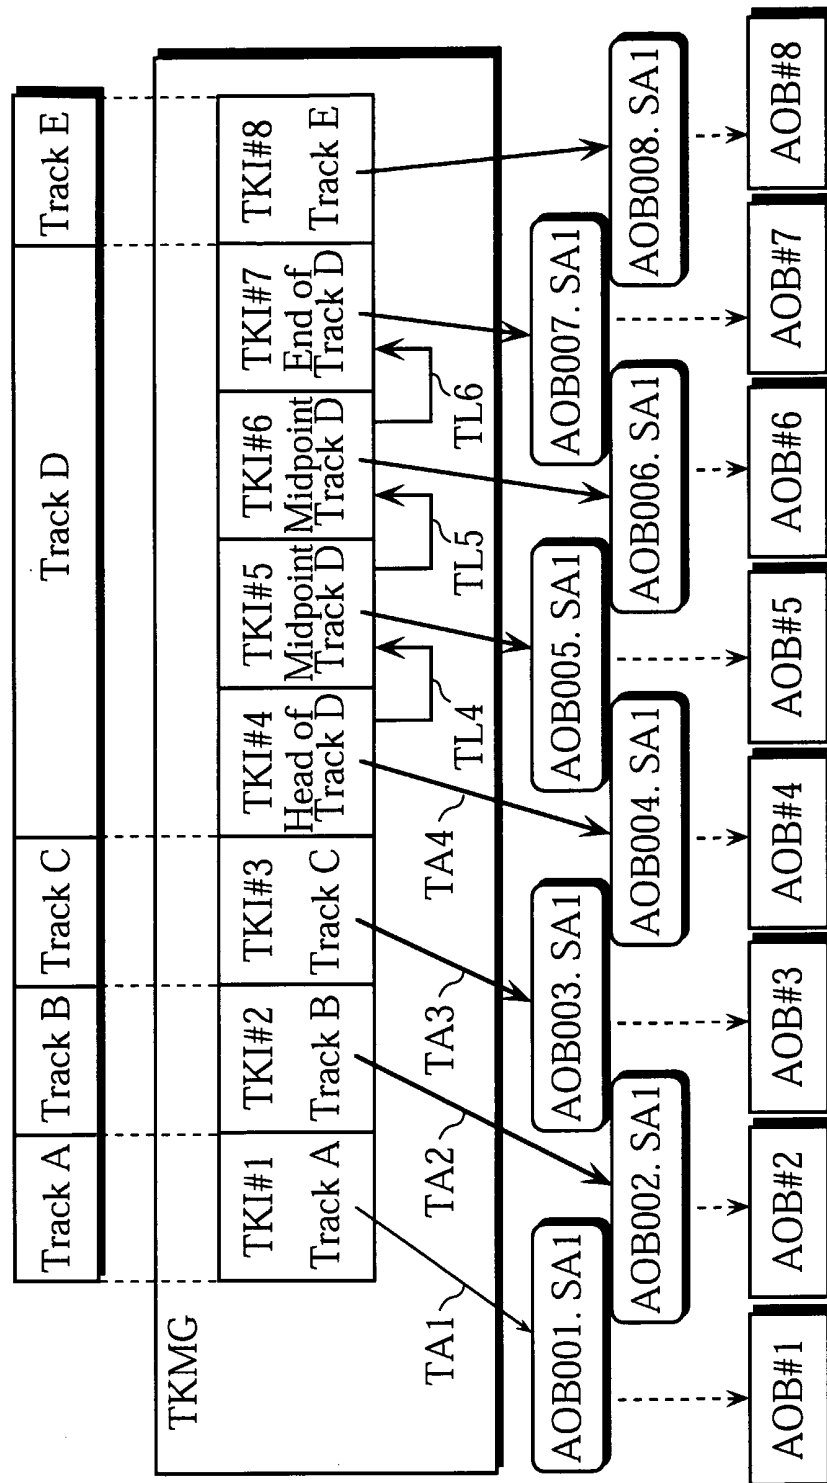 Track A
Track B
Track C
Track D
Track E
TKMG
TKI#1
Track A
TKI#2
Track B
TKI#3
Track C
TKI#4
Head of
Track D
TKI#5
Midpoint
Track D
TKI#6
Midpoint
Track D
TKI#7
End of
Track D
TKI#8
Track E
TA1
TA2
TA3
TA4
TL4
TL5
TL6
AOB001. SA1
AOB002. SA1
AOB003. SA1
AOB004. SA1
AOB005. SA1
AOB006. SA1
AOB007. SA1
AOB008. SA1
AOB#1
AOB#2
AOB#3
AOB#4
AOB#5
AOB#6
AOB#7
AOB#8